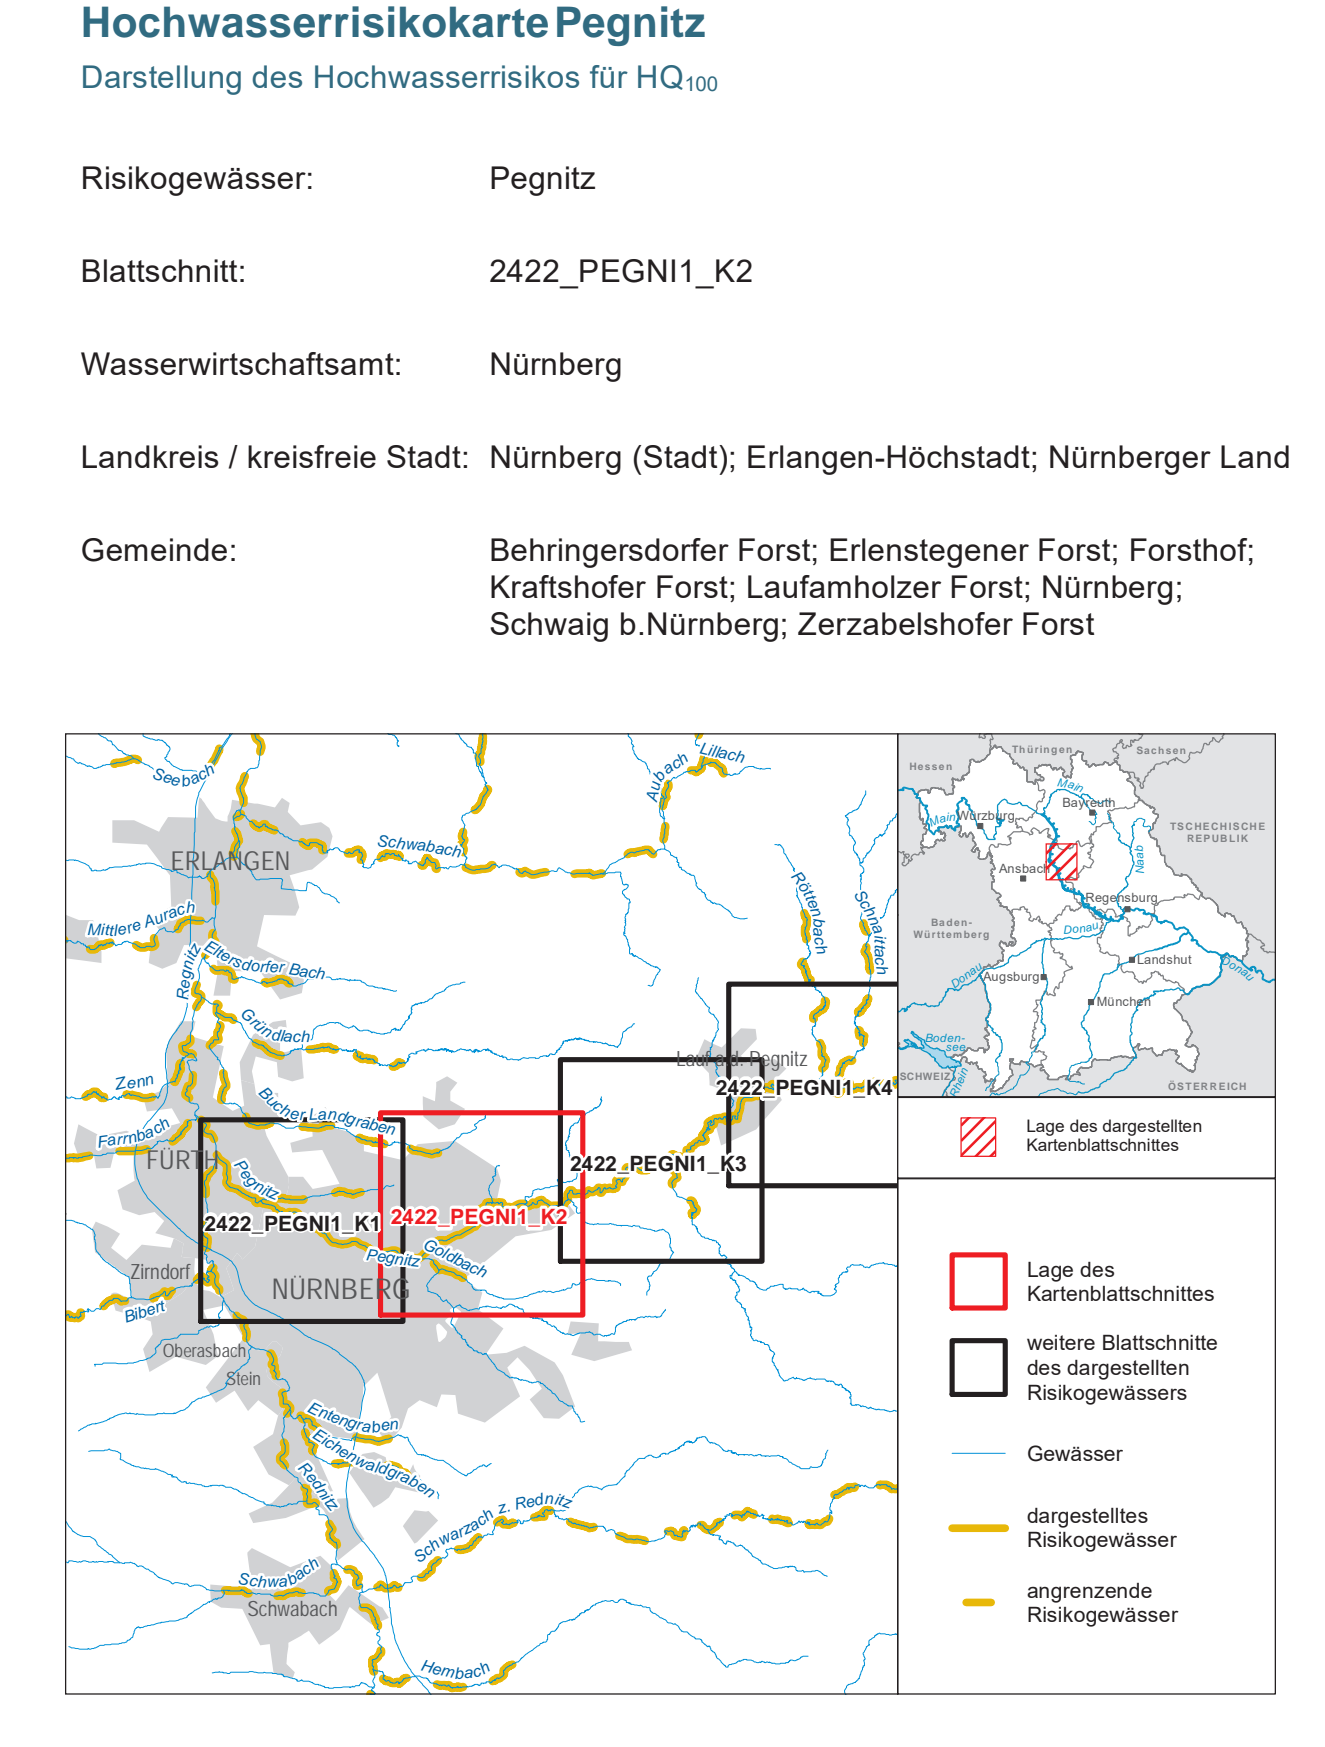 Hochwasserrisikokarte Pegnitz
Darstellung des Hochwasserrisikos für HQ100
Risikogewässer: Pegnitz
Blattschnitt: 2422_PEGNI1_K2
Wasserwirtschaftsamt: Nürnberg
Landkreis / kreisfreie Stadt: Nürnberg (Stadt); Erlangen-Höchstadt; Nürnberger Land
Gemeinde: Behringersdorfer Forst; Erlenstegener Forst; Forsthof;
Kraftshofer Forst; Laufamholzer Forst; Nürnberg;
Schwaig b.Nürnberg; Zerzabelshofer Forst
Seebach
Aubach
Lillach
ERLANGEN
Schwabach
Röttenbach
Schnaittach
Mittlere Aurach
Regnitz
Eltersdorfer Bach
Gründlach
Lauf a.d. Pegnitz
Zenn
2422_PEGNI1_K4
Bucher Landgraben
Farrnbach
FÜRTH
Pegnitz
2422_PEGNI1_K3
2422_PEGNI1_K1
2422_PEGNI1_K2
Pegnitz
Goldbach
Zirndorf
NÜRNBERG
Bibert
Oberasbach
Stein
Entengraben
Eichenwaldgraben
Rednitz
Schwarzach z. Rednitz
Schwabach
Schwabach
Hembach
Thüringen
Sachsen
Hessen
Main
Bayreuth
Main
Würzburg
TSCHECHISCHE
REPUBLIK
Naab
Ansbach
Regensburg
Baden-
Württemberg
Donau
Landshut
Donau
Augsburg
Donau
München
Boden-
see
SCHWEIZ
Rhein
ÖSTERREICH
Lage des dargestellten
Kartenblattschnittes
Lage des
Kartenblattschnittes
weitere Blattschnitte
des dargestellten
Risikogewässers
Gewässer
dargestelltes
Risikogewässer
angrenzende
Risikogewässer